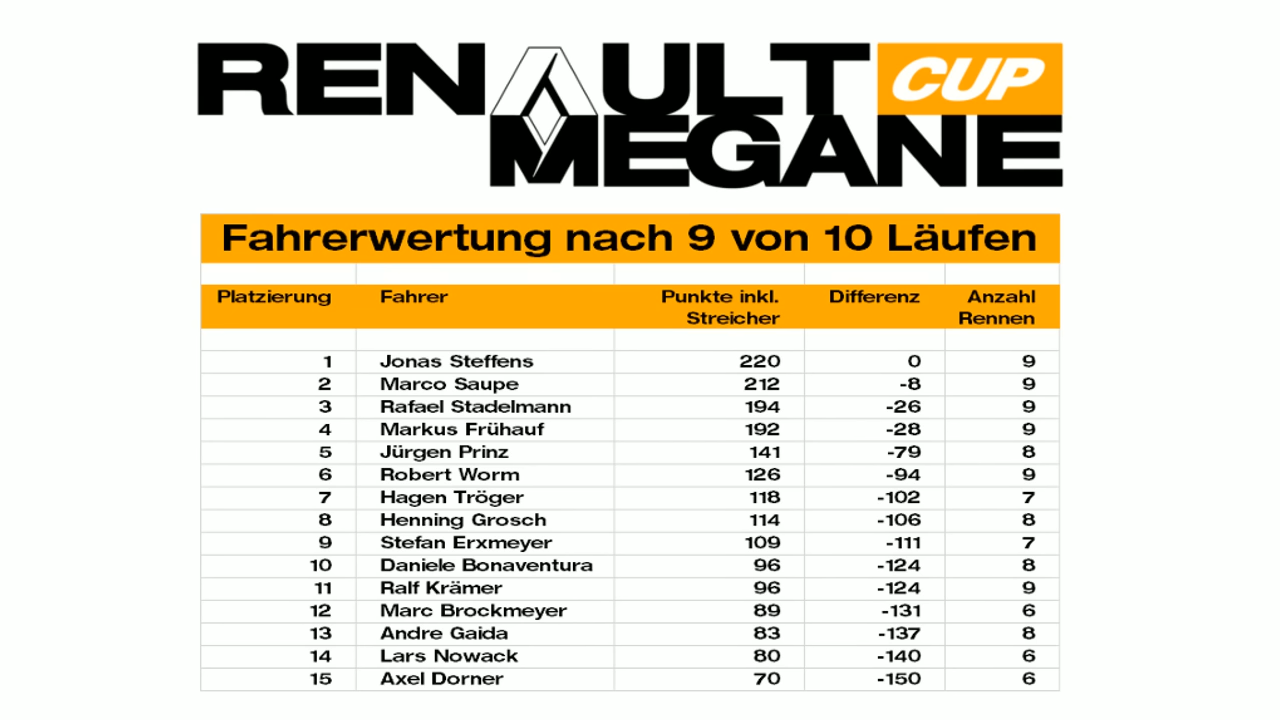 RENAULT CUP
MEGANE
Fahrerwertung nach 9 von 10 Läufen
Platzierung Fahrer Punkte inkl. Differenz Anzahl
Streicher Rennen
1 Jonas Steffens 220 0 9
2 Marco Saupe 212 -8 9
3 Rafael Stadelmann 194 -26 9
4 Markus Frühauf 192 -28 9
5 Jürgen Prinz 141 -79 8
6 Robert Worm 126 -94 9
7 Hagen Tröger 118 -102 7
8 Henning Grosch 114 -106 8
9 Stefan Erxmeyer 109 -111 7
10 Daniele Bonaventura 96 -124 8
11 Ralf Krämer 96 -124 9
12 Marc Brockmeyer 89 -131 6
13 Andre Gaida 83 -137 8
14 Lars Nowack 80 -140 6
15 Axel Dorner 70 -150 6